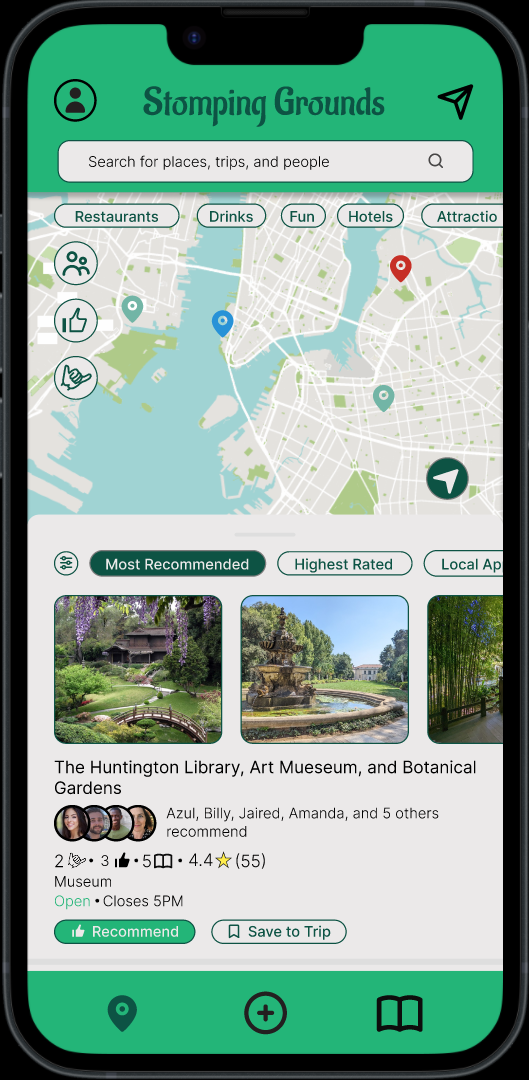 Stomping Grounds
Search for places, trips, and people
Restaurants
Drinks
Fun
Hotels
Attractio
Most Recommended
Highest Rated
Local Ap
The Huntington Library, Art Mueseum, and Botanical
Gardens
Azul, Billy, Jaired, Amanda, and 5 others
recommend
2 • 3 • 5 • 4.4 (55)
Museum
Open • Closes 5PM
Recommend
Save to Trip